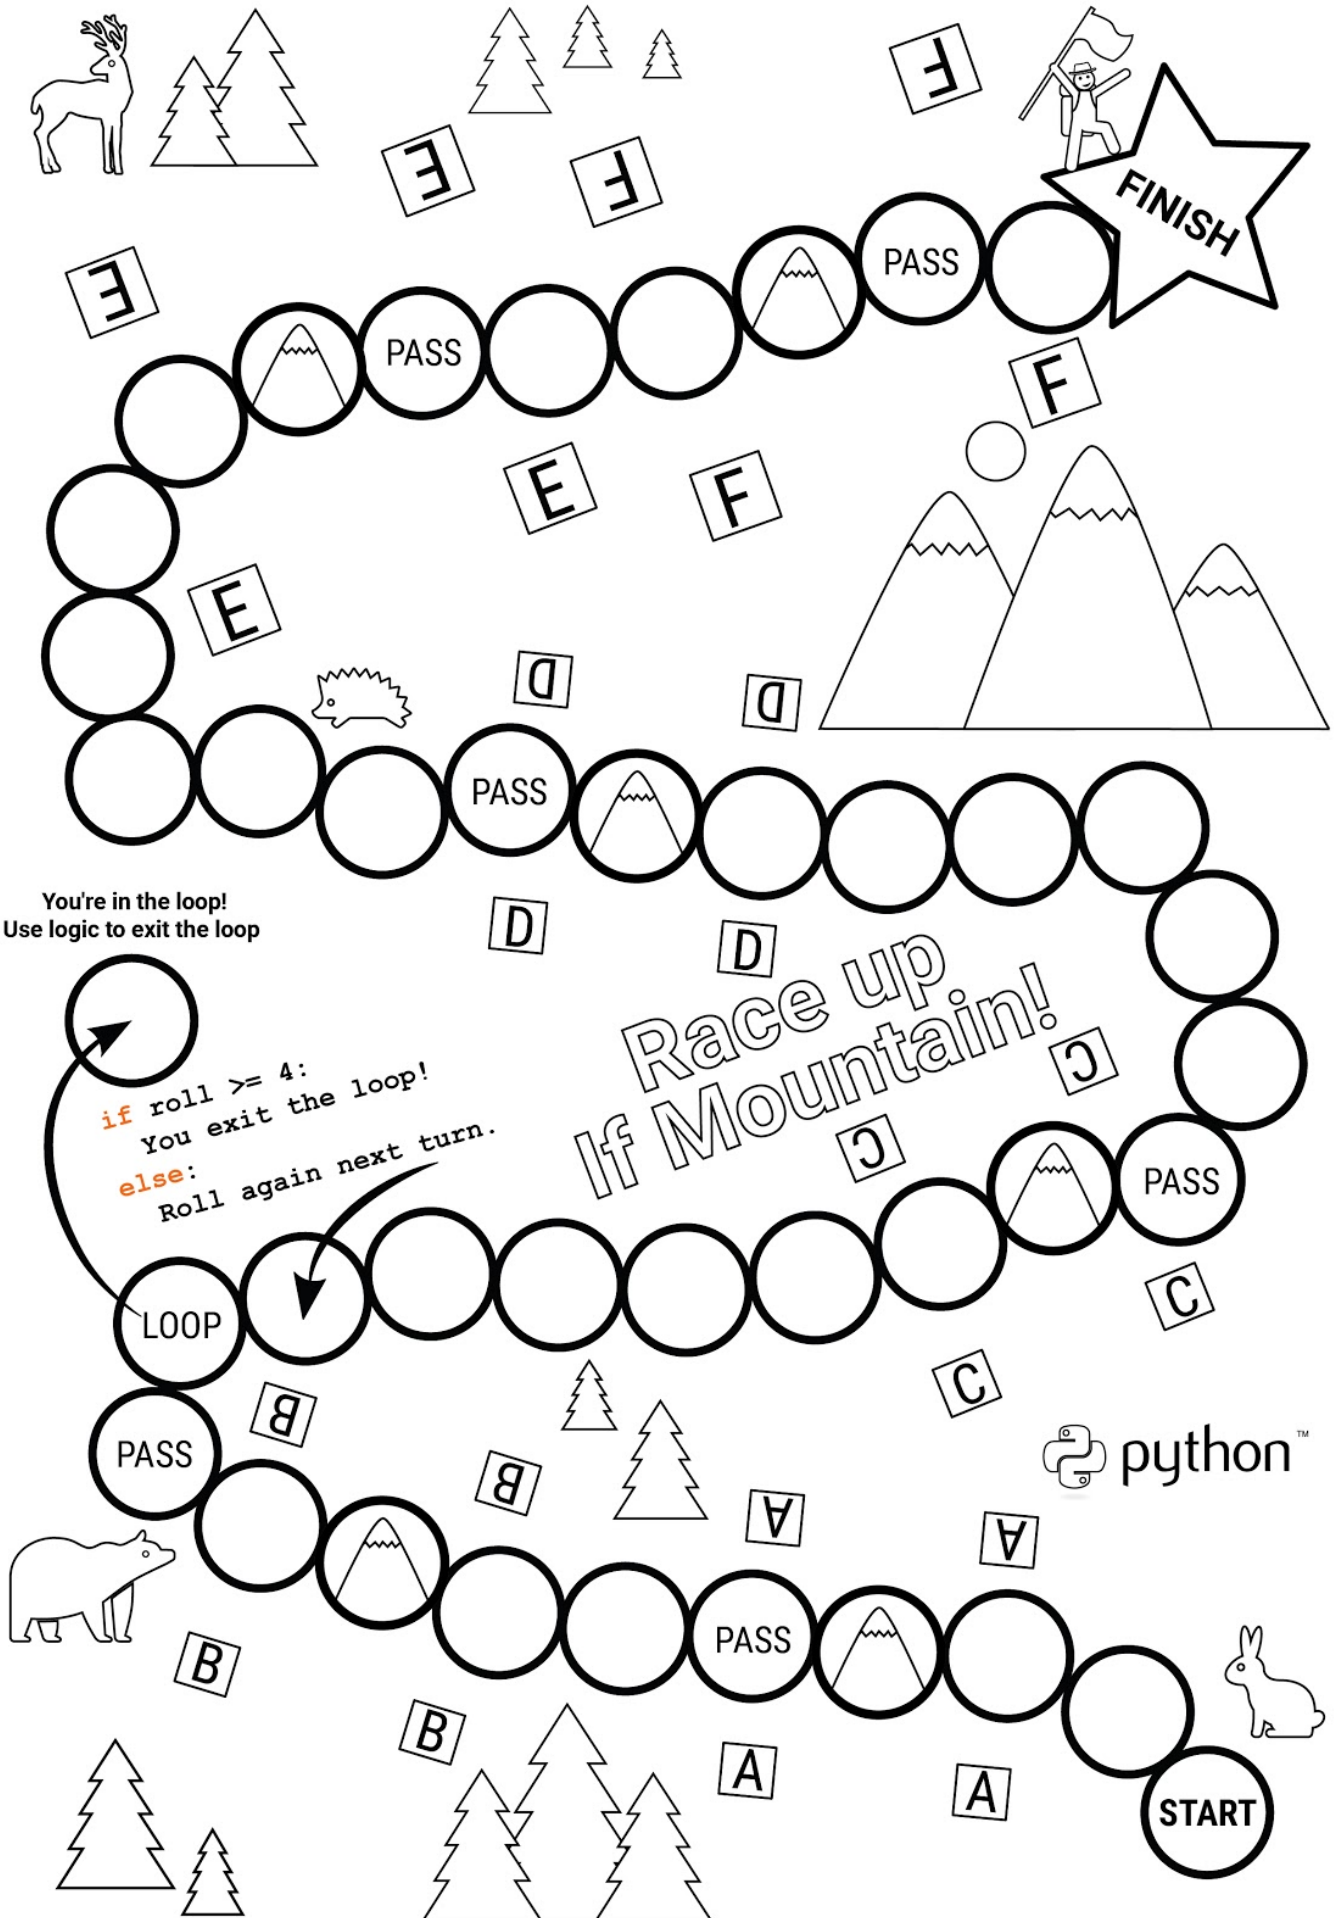 E
FINISH
E
E
PASS
E
PASS
F
E
F
E
D
D
PASS
You're in the loop!
Use logic to exit the loop
D
D
Race up
If Mountain!
if roll >= 4:
You exit the loop!
else:
Roll again next turn.
C
C
PASS
C
C
LOOP
PASS
B
B
python™
A
A
PASS
B
B
A
A
START